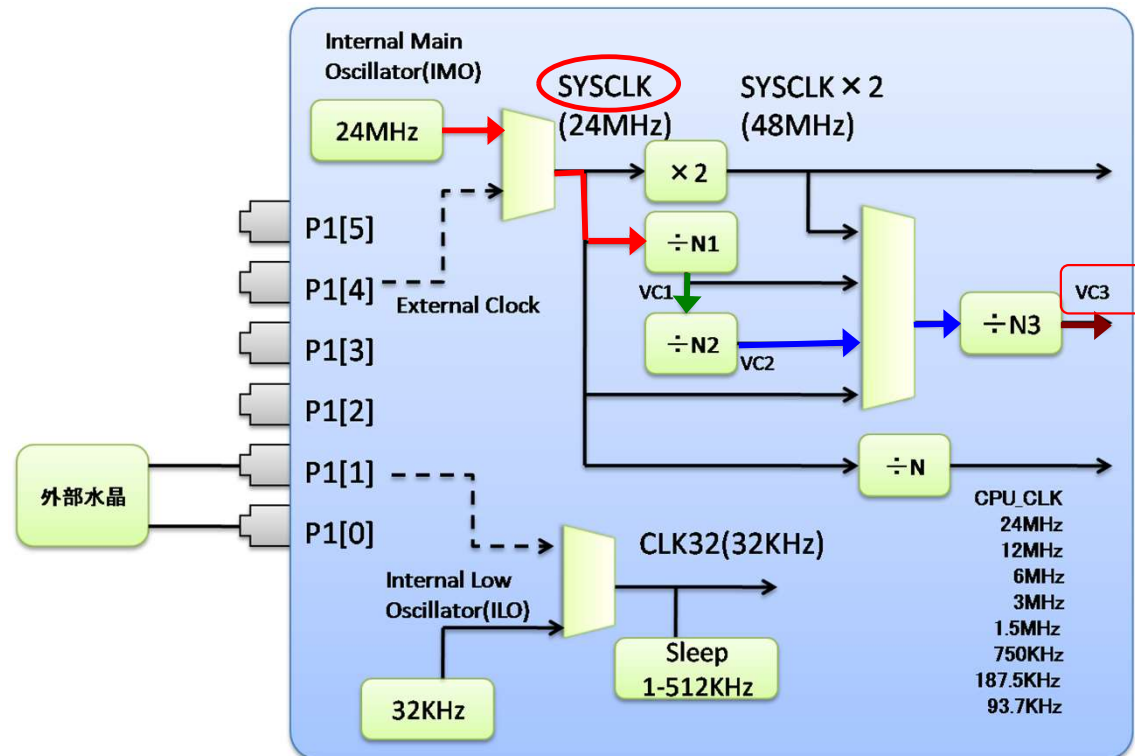 Internal Main
Oscillator(IMO)
24MHz
SYSCLK
(24MHz)
SYSCLK × 2
(48MHz)
×2
÷N1
VC1
÷N2
VC2
÷N3
VC3
÷N
P1[5]
P1[4]
External Clock
P1[3]
P1[2]
P1[1]
P1[0]
外部水晶
CLK32(32KHz)
Internal Low
Oscillator(ILO)
32KHz
Sleep
1-512KHz
CPU_CLK
24MHz
12MHz
6MHz
3MHz
1.5MHz
750KHz
187.5KHz
93.7KHz